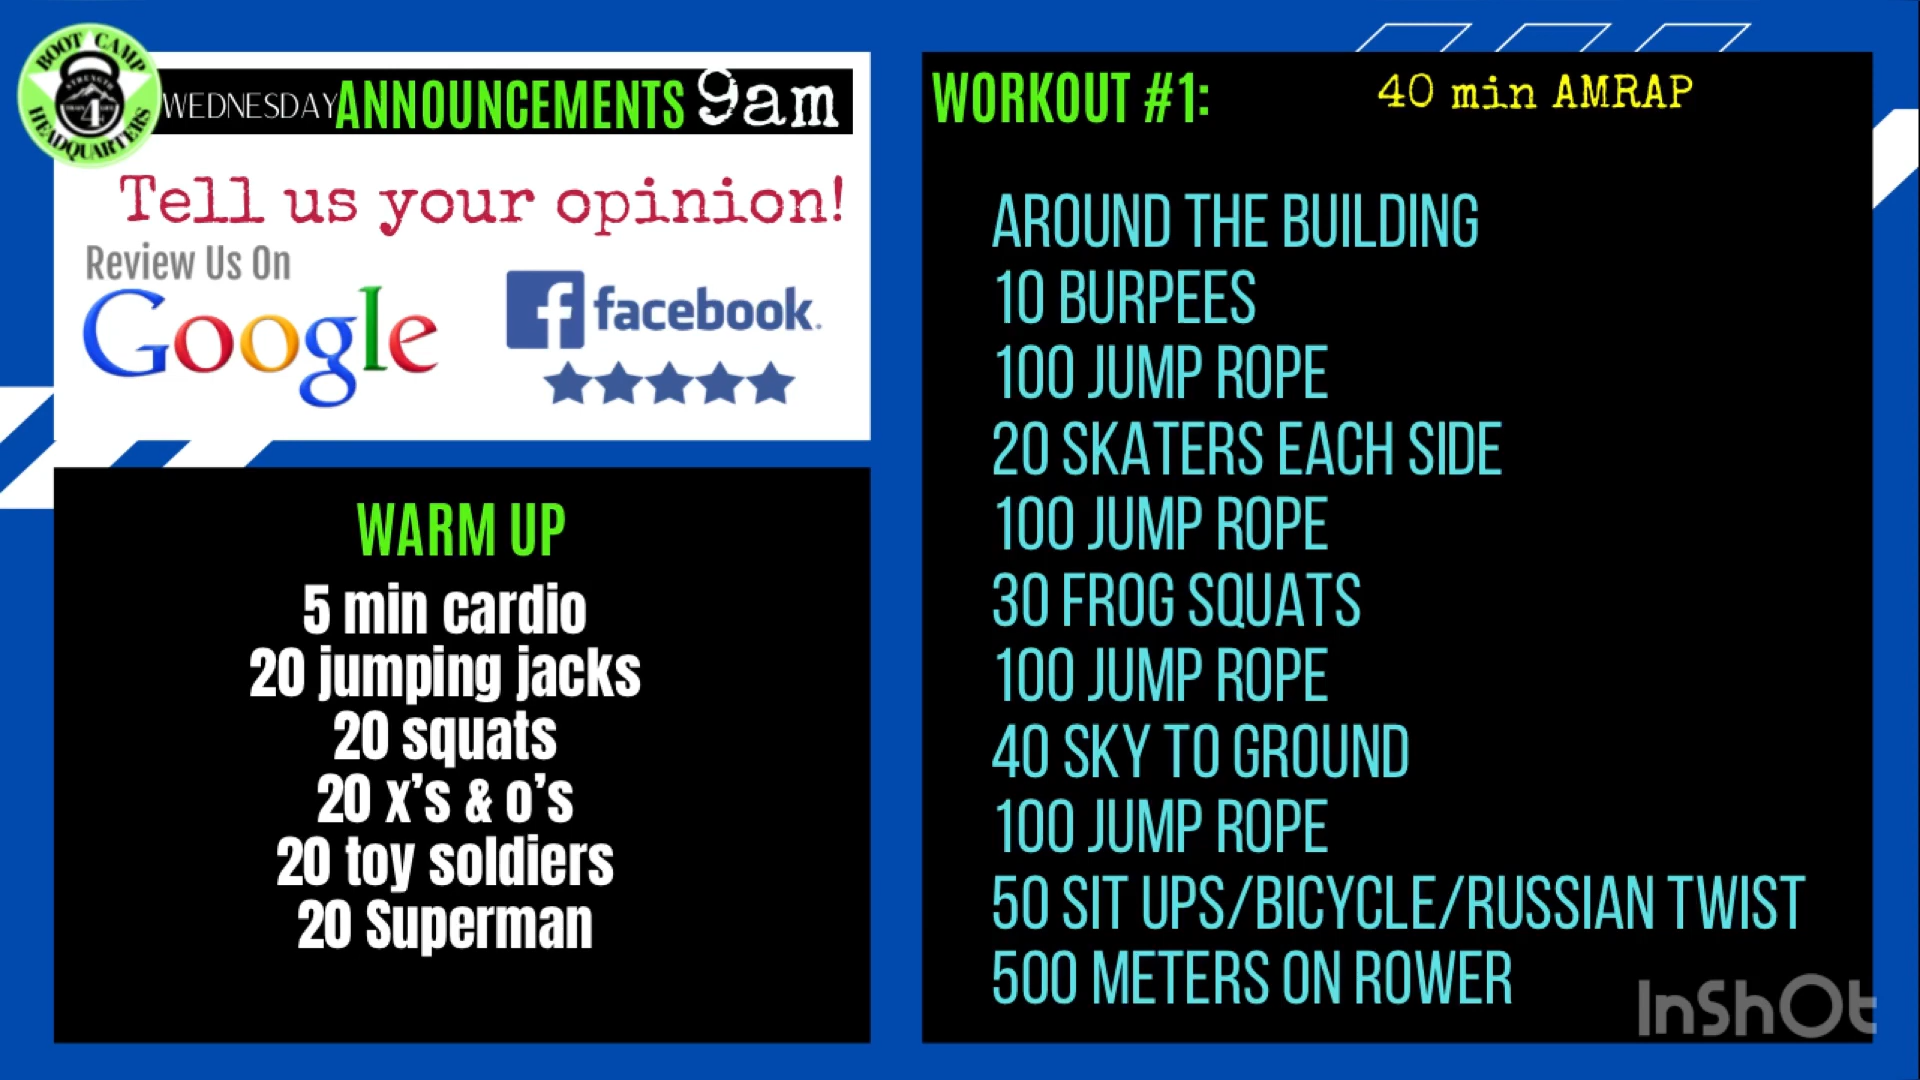 BOOT CAMP
HEADQUARTERS
STRENGTH
4
WEDNESDAY ANNOUNCEMENTS 9am
Tell us your opinion!
Review Us On
Google
facebook.
WARM UP
5 min cardio
20 jumping jacks
20 squats
20 x's & o's
20 toy soldiers
20 Superman
WORKOUT #1:
40 min AMRAP
AROUND THE BUILDING
10 BURPEES
100 JUMP ROPE
20 SKATERS EACH SIDE
100 JUMP ROPE
30 FROG SQUATS
100 JUMP ROPE
40 SKY TO GROUND
100 JUMP ROPE
50 SIT UPS/BICYCLE/RUSSIAN TWIST
500 METERS ON ROWER
InShOt